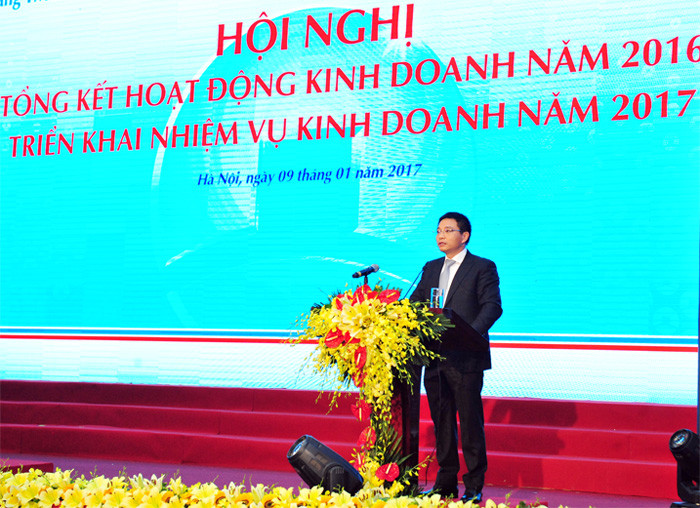 HỘI NGHỊ
TỔNG KẾT HOẠT ĐỘNG KINH DOANH NĂM 2016
TRIỂN KHAI NHIỆM VỤ KINH DOANH NĂM 2017
Hà Nội, ngày 09 tháng 01 năm 2017